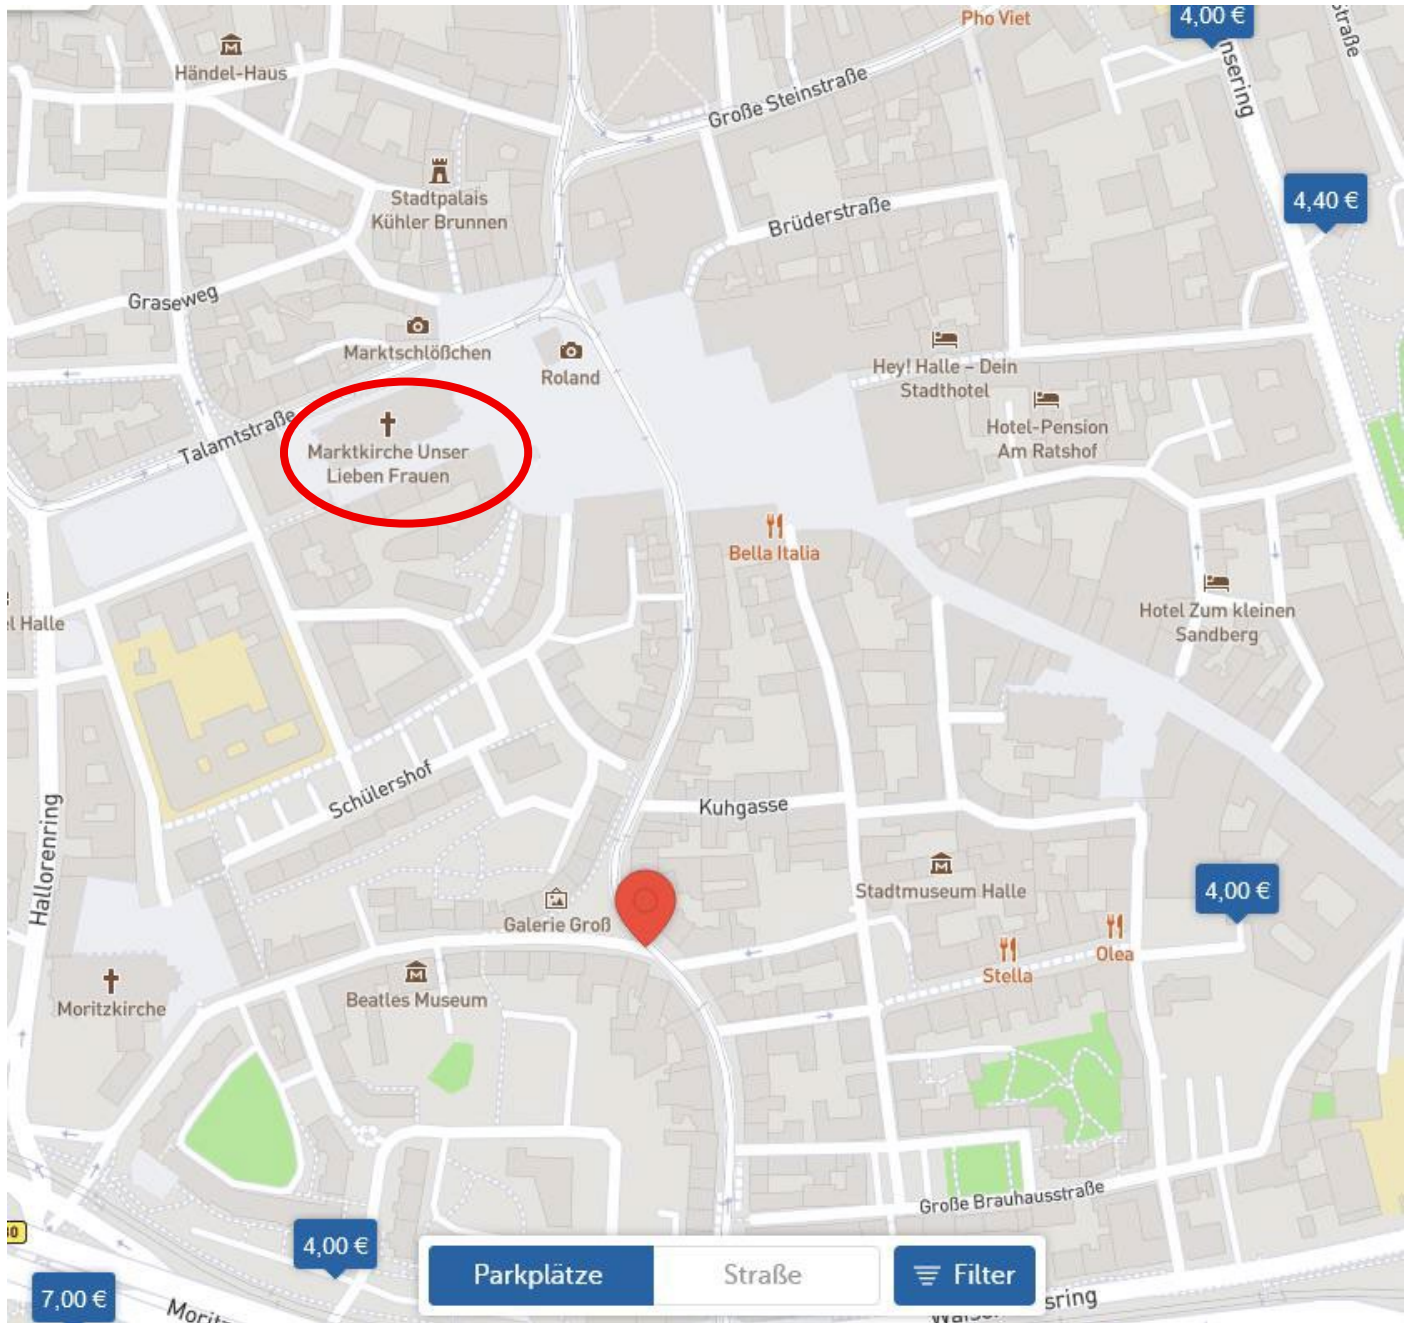 Pho Viet
4,00 €
Händel-Haus
Große Steinstraße
Stadtpalais
Kühler Brunnen
4,40 €
Brüderstraße
Graseweg
Marktschlößchen
Roland
Hey! Halle – Dein
Stadthotel
Talamtstraße
Marktkirche Unser
Lieben Frauen
Hotel-Pension
Am Ratshof
Bella Italia
Hotel Zum kleinen
Sandberg
Schülershof
Kuhgasse
Hallorenring
Stadtmuseum Halle
4,00 €
Galerie Groß
Olea
Stella
Moritzkirche
Beatles Museum
Große Brauhausstraße
4,00 €
7,00 €
Parkplätze
Straße
Filter